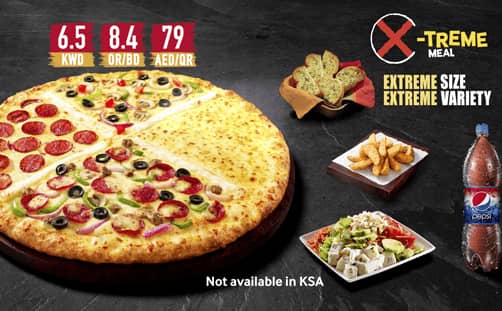 6.5
KWD
8.4
OR/BD
79
AED/QR
X-TREME
MEAL
EXTREME SIZE
EXTREME VARIETY
pepsi
Not available in KSA